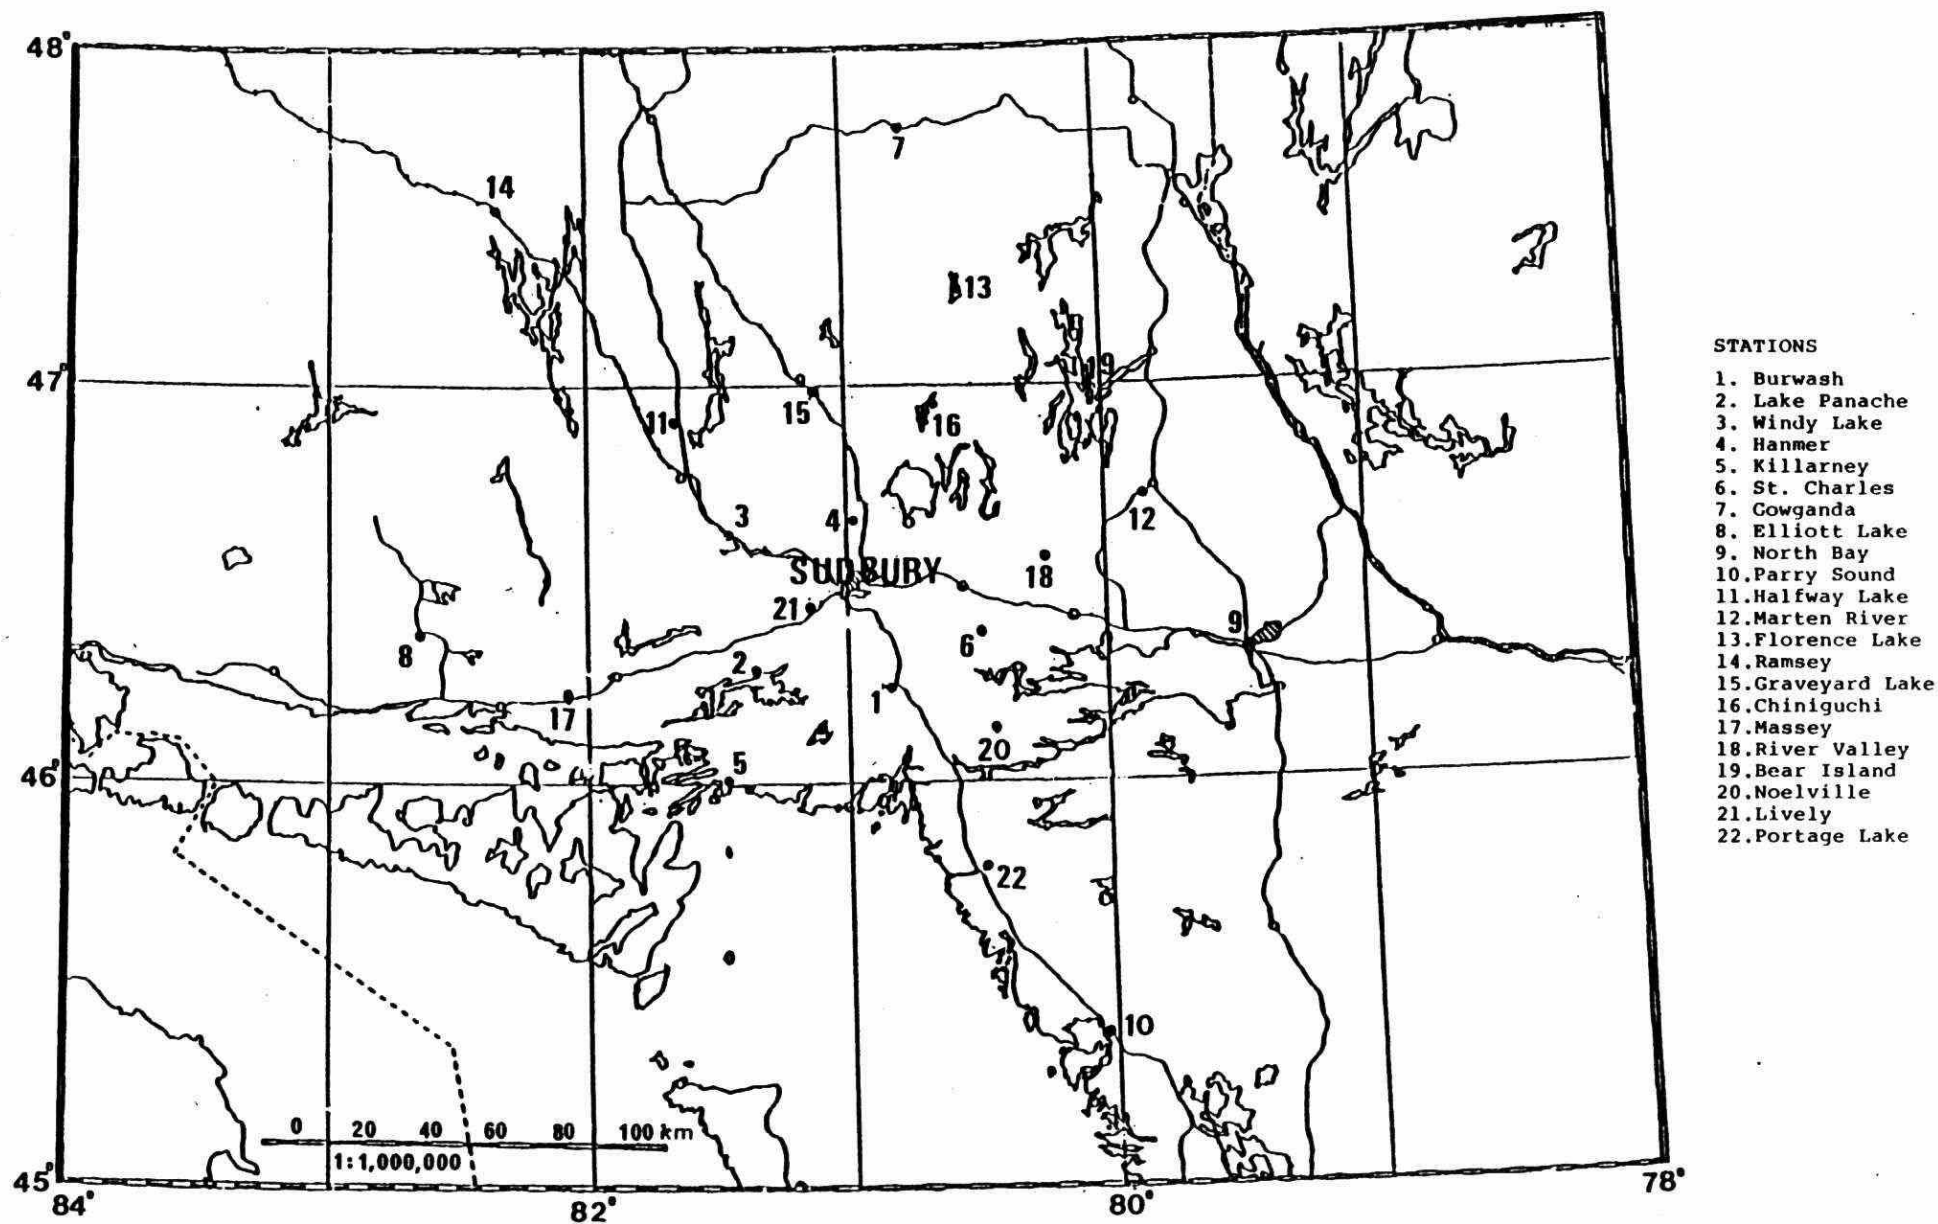 48°
7
14
13
19
47°
15
11
16
3
4
12
SUDBURY
18
21
9
6
8
2
1
17
20
46°
5
22
10
0 20 40 60 80 100 km
1:1,000,000
45°
84° 82° 80° 78°
STATIONS
1. Burwash
2. Lake Panache
3. Windy Lake
4. Hanmer
5. Killarney
6. St. Charles
7. Gowganda
8. Elliott Lake
9. North Bay
10.Parry Sound
11.Halfway Lake
12.Marten River
13.Florence Lake
14.Ramsey
15.Graveyard Lake
16.Chiniguchi
17.Massey
18.River Valley
19.Bear Island
20.Noelville
21.Lively
22.Portage Lake